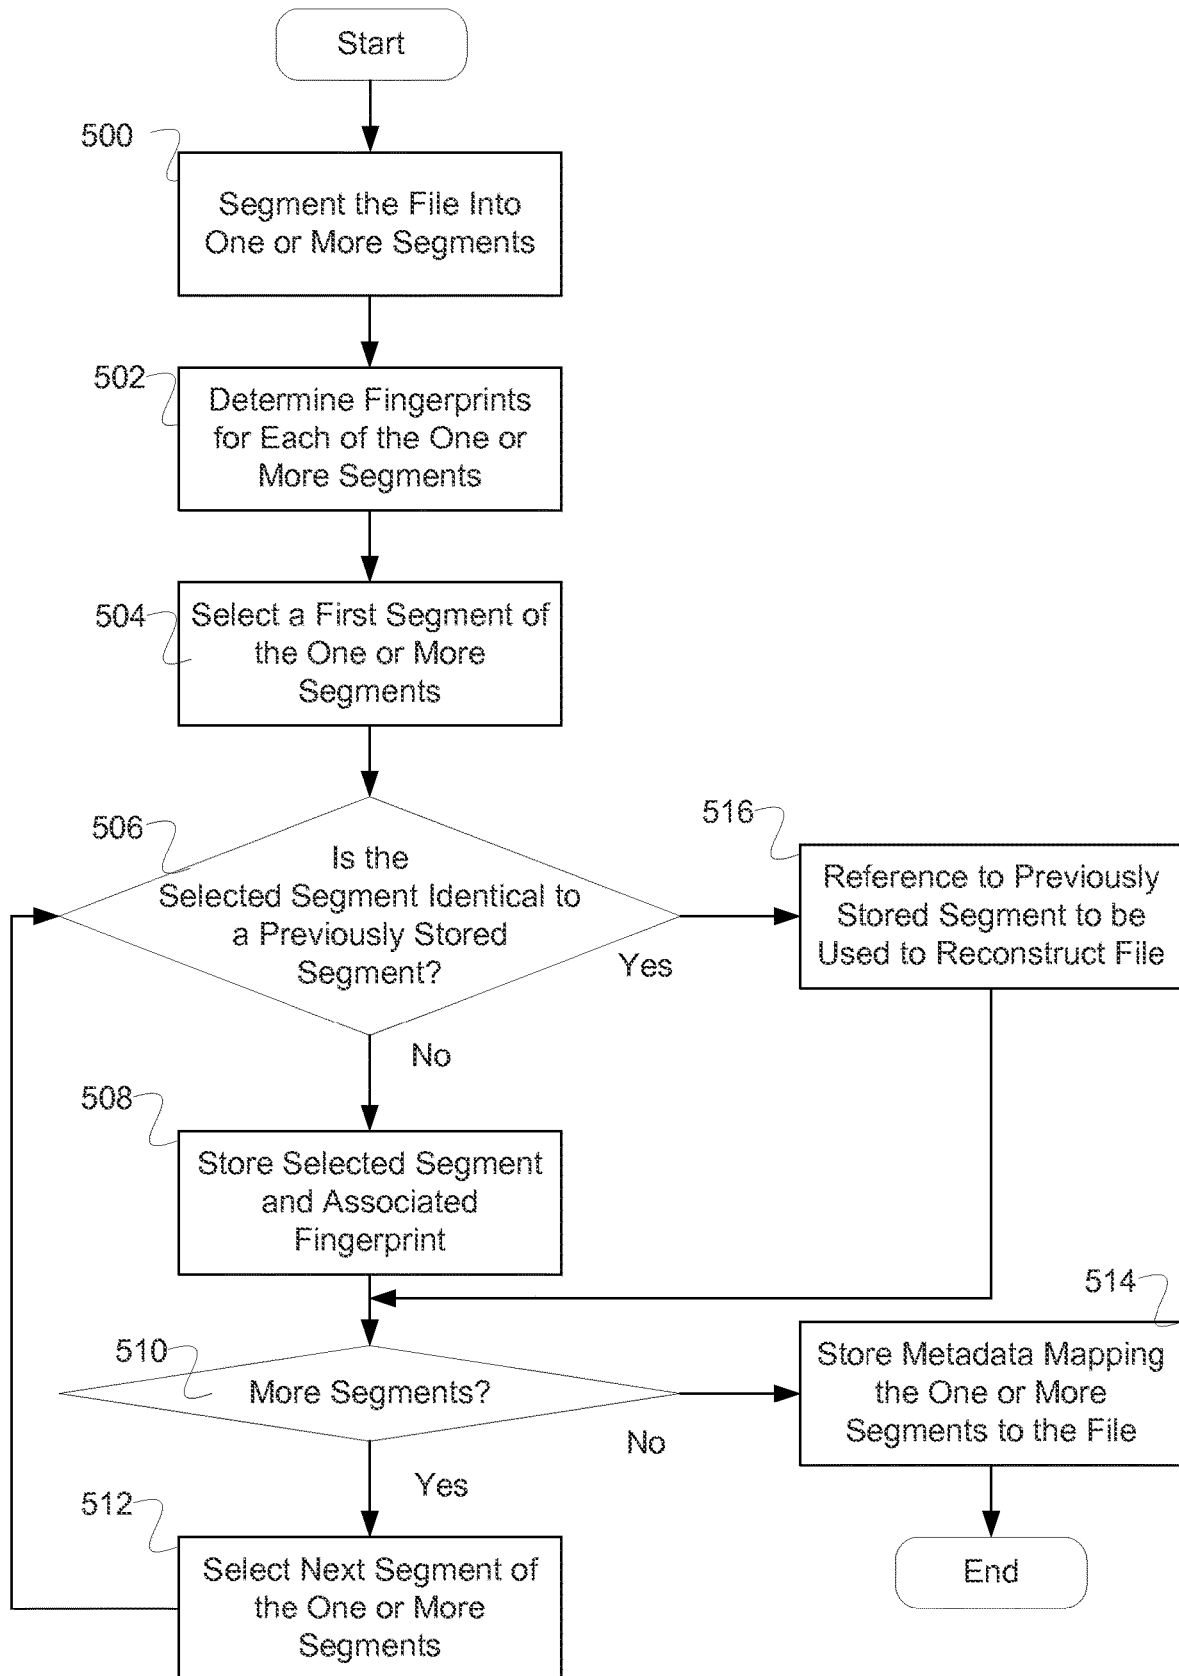 Start
500
Segment the File Into
One or More Segments
502
Determine Fingerprints
for Each of the One or
More Segments
504
Select a First Segment of
the One or More
Segments
506
Is the
Selected Segment Identical to
a Previously Stored
Segment?
Yes
516
Reference to Previously
Stored Segment to be
Used to Reconstruct File
No
508
Store Selected Segment
and Associated
Fingerprint
510
More Segments?
No
514
Store Metadata Mapping
the One or More
Segments to the File
Yes
512
Select Next Segment of
the One or More
Segments
End